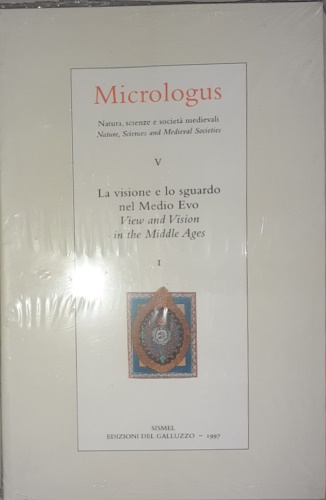 Micrologus
Natura, scienze e società medievali
Nature, Sciences and Medieval Societies
V
La visione e lo sguardo
nel Medio Evo
View and Vision
in the Middle Ages
I
SISMEL
EDIZIONI DEL GALLUZZO – 1997